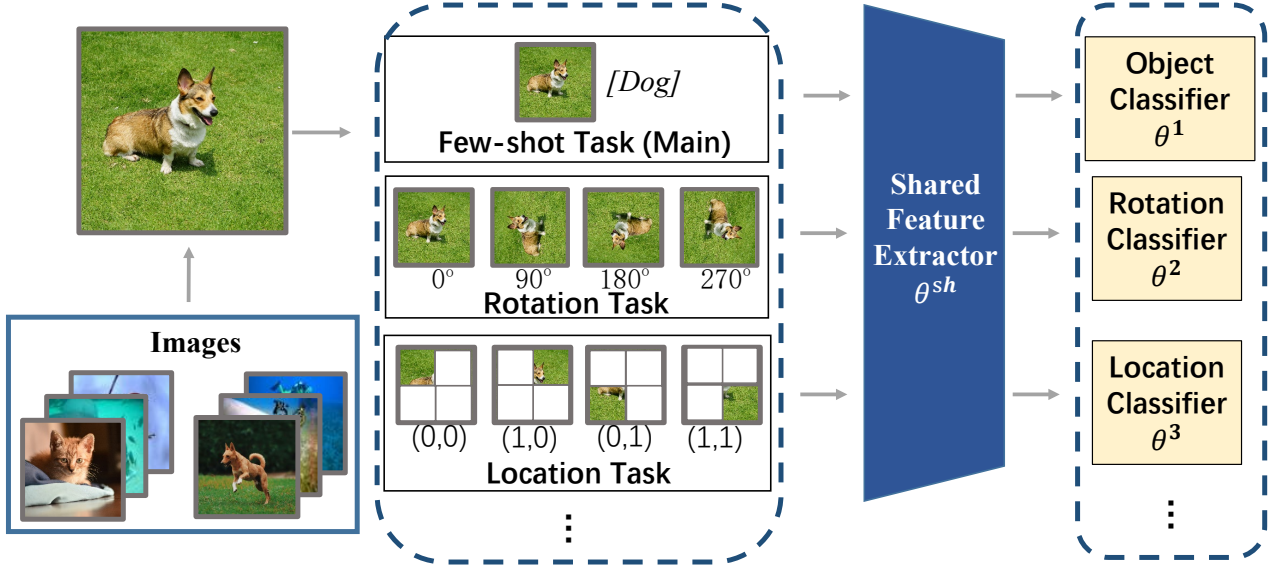 Images
[Dog]
Few-shot Task (Main)
0° 90° 180° 270°
Rotation Task
(0,0) (1,0) (0,1) (1,1)
Location Task
⋮
Shared
Feature
Extractor
θ^sh
Object
Classifier
θ^1
Rotation
Classifier
θ^2
Location
Classifier
θ^3
⋮